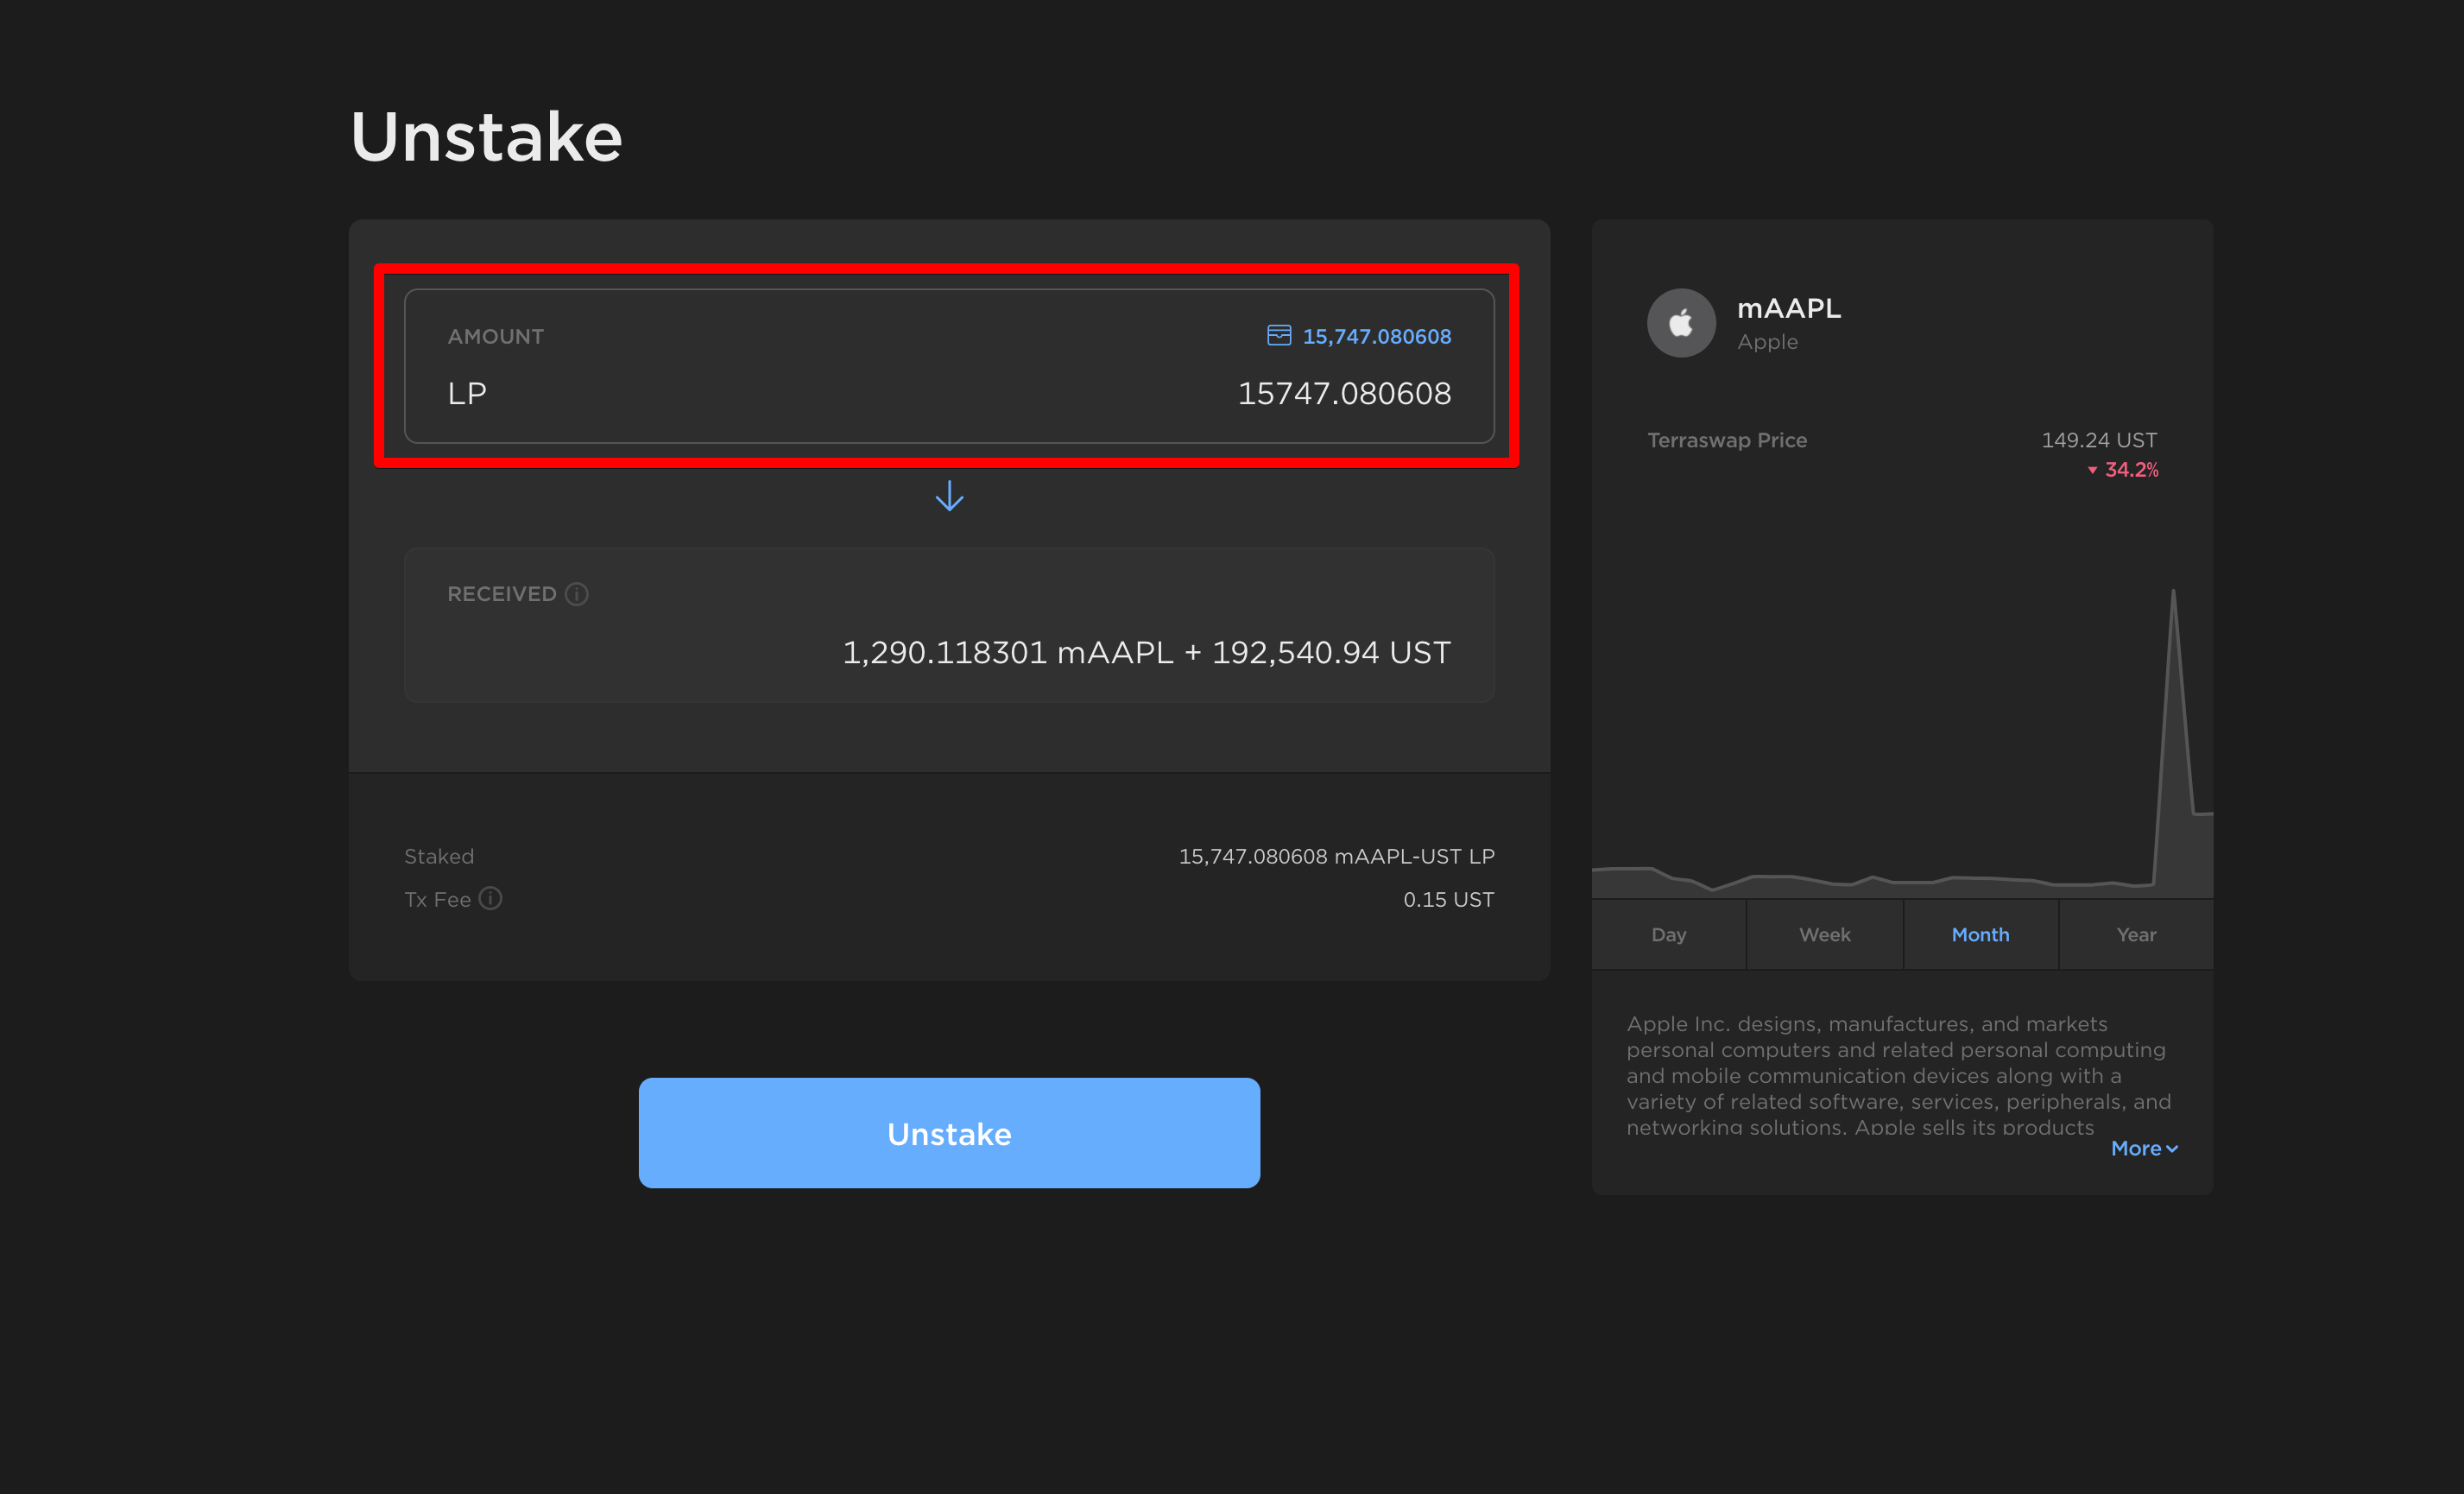 Unstake
AMOUNT
15,747.080608
LP
15747.080608
RECEIVED
1,290.118301 mAAPL + 192,540.94 UST
Staked
15,747.080608 mAAPL-UST LP
Tx Fee
0.15 UST
Unstake
mAAPL
Apple
Terraswap Price
149.24 UST
34.2%
Day
Week
Month
Year
Apple Inc. designs, manufactures, and markets
personal computers and related personal computing
and mobile communication devices along with a
variety of related software, services, peripherals, and
networking solutions. Apple sells its products
More